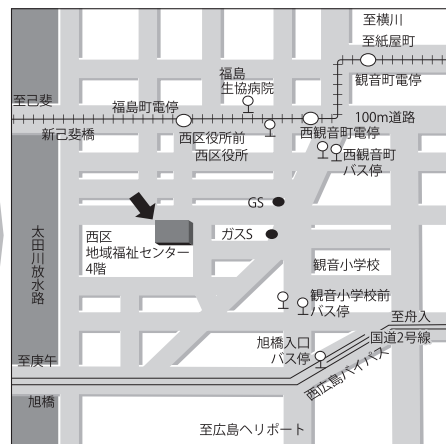 至横川
至紙屋町
観音町電停
福島
生協病院
至己斐
福島町電停
100m道路
新己斐橋
西区役所前
西区役所
西観音町電停
西観音町
バス停
GS
ガスS
太田川放水路
西区
地域福祉センター
4階
観音小学校
観音小学校前
バス停
至舟入
国道2号線
旭橋入口
バス停
西広島バイパス
至庚午
旭橋
至広島ヘリポート